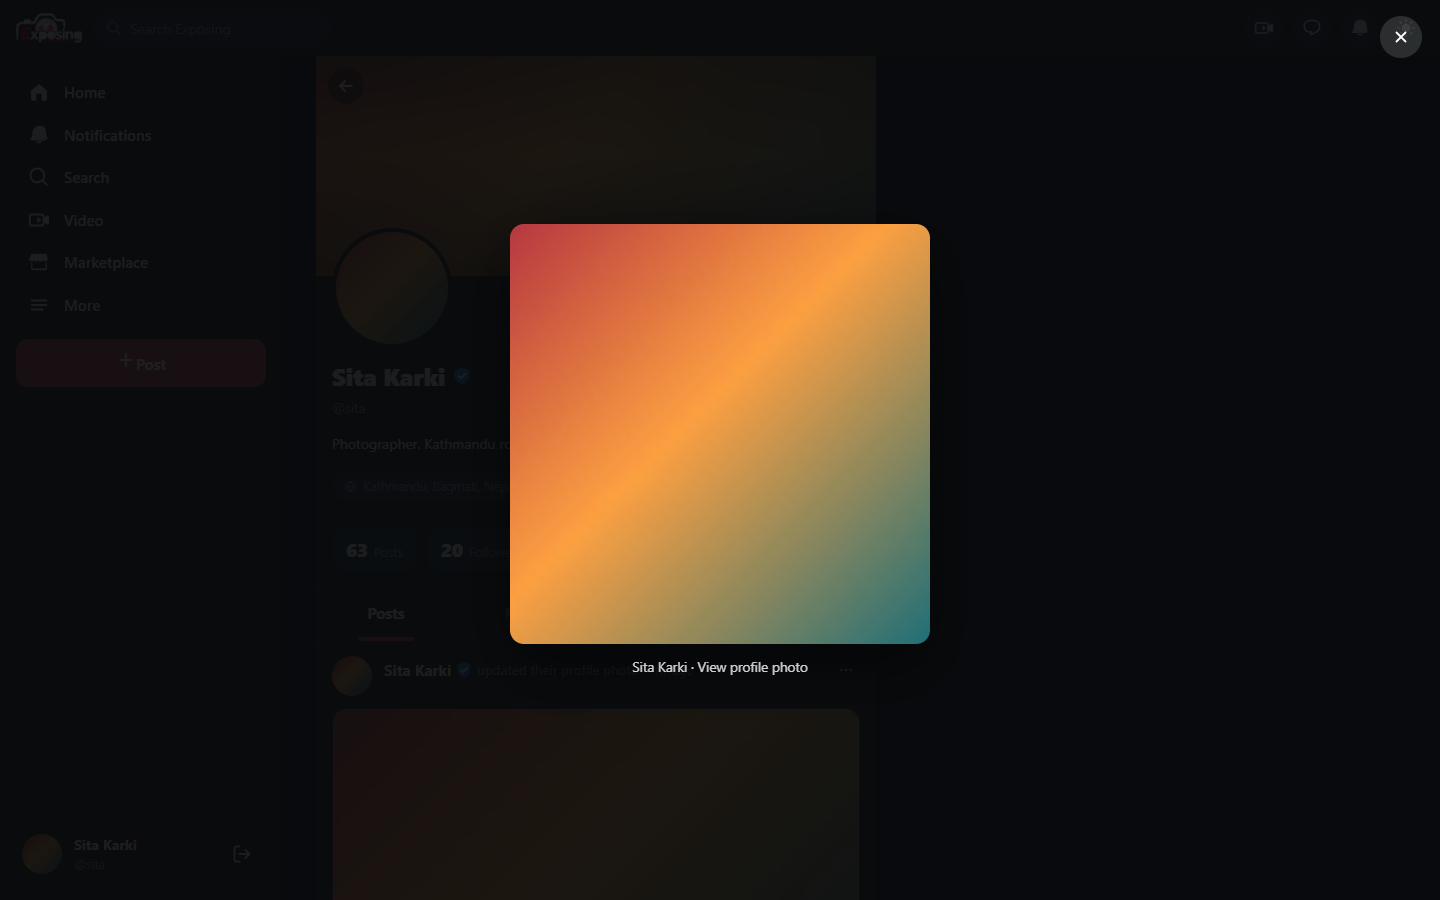 Exposing
Search Exposing
Home
Notifications
Search
Video
Marketplace
More
Post
Sita Karki
@sita
Photographer. Kathmandu
Kathmandu, Bagmati,
63 Posts
20
Posts
Sita Karki · View profile photo
Sita Karki updated their profile
Sita Karki
@sita